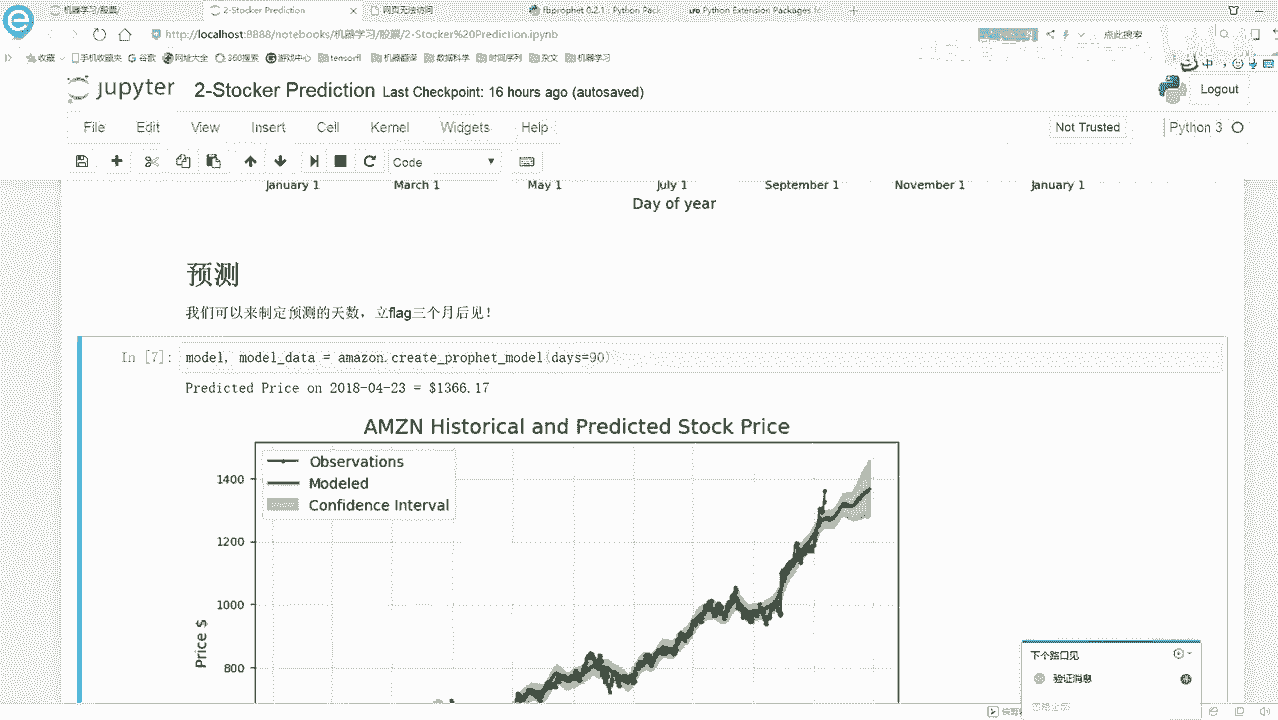 机器学习/股票/
2-Stocker Prediction
网页无法访问
fbprophet 0.2.1 : Python Pack
Python Extension Packages fo
http://localhost:8888/notebooks/机器学习/股票/2-Stocker%20Prediction.ipynb
点此搜索
收藏
手机收藏夹
谷歌
网址大全
360搜索
游戏中心
tensorfl
机器翻译
数据科学
时间序列
杂文
机器学习
中
jupyter
2-Stocker Prediction
Last Checkpoint: 16 hours ago (autosaved)
Logout
File
Edit
View
Insert
Cell
Kernel
Widgets
Help
Not Trusted
Python 3
Code
January 1
March 1
May 1
July 1
September 1
November 1
January 1
Day of year
预测
我们可以来制定预测的天数，立flag三个月后见！
In [7]:
model, model_data = amazon.create_prophet_model(days=90)
Predicted Price on 2018-04-23 = $1366.17
AMZN Historical and Predicted Stock Price
Observations
Modeled
Confidence Interval
1400
1200
1000
800
Price $
下个路口见
验证消息